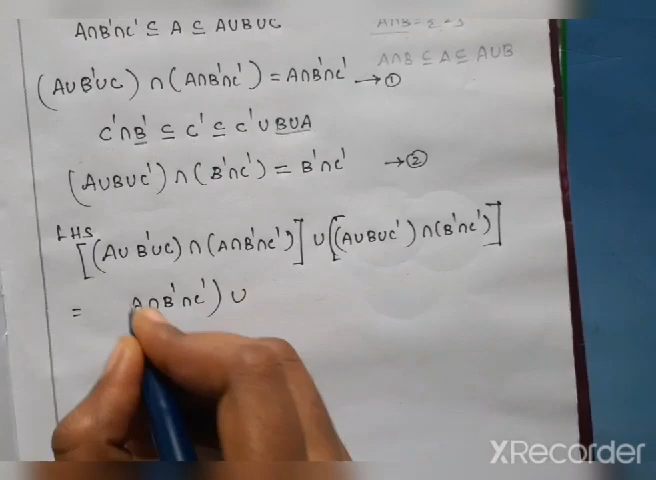 A∩B'∩C' ⊆ A ⊆ A∪B∪C
A∩B ⊆ A ⊆ A∪B
(A∪B'∪C) ∩ (A∩B'∩C') = A∩B'∩C' → ①
C'∩B' ⊆ C' ⊆ C'∪B∪A
(A∪B∪C') ∩ (B'∩C') = B'∩C' → ②
LHS
[(A∪B'∪C) ∩ (A∩B'∩C')] ∪ [(A∪B∪C') ∩ (B'∩C')]
= A∩B'∩C') ∪
XRecorder